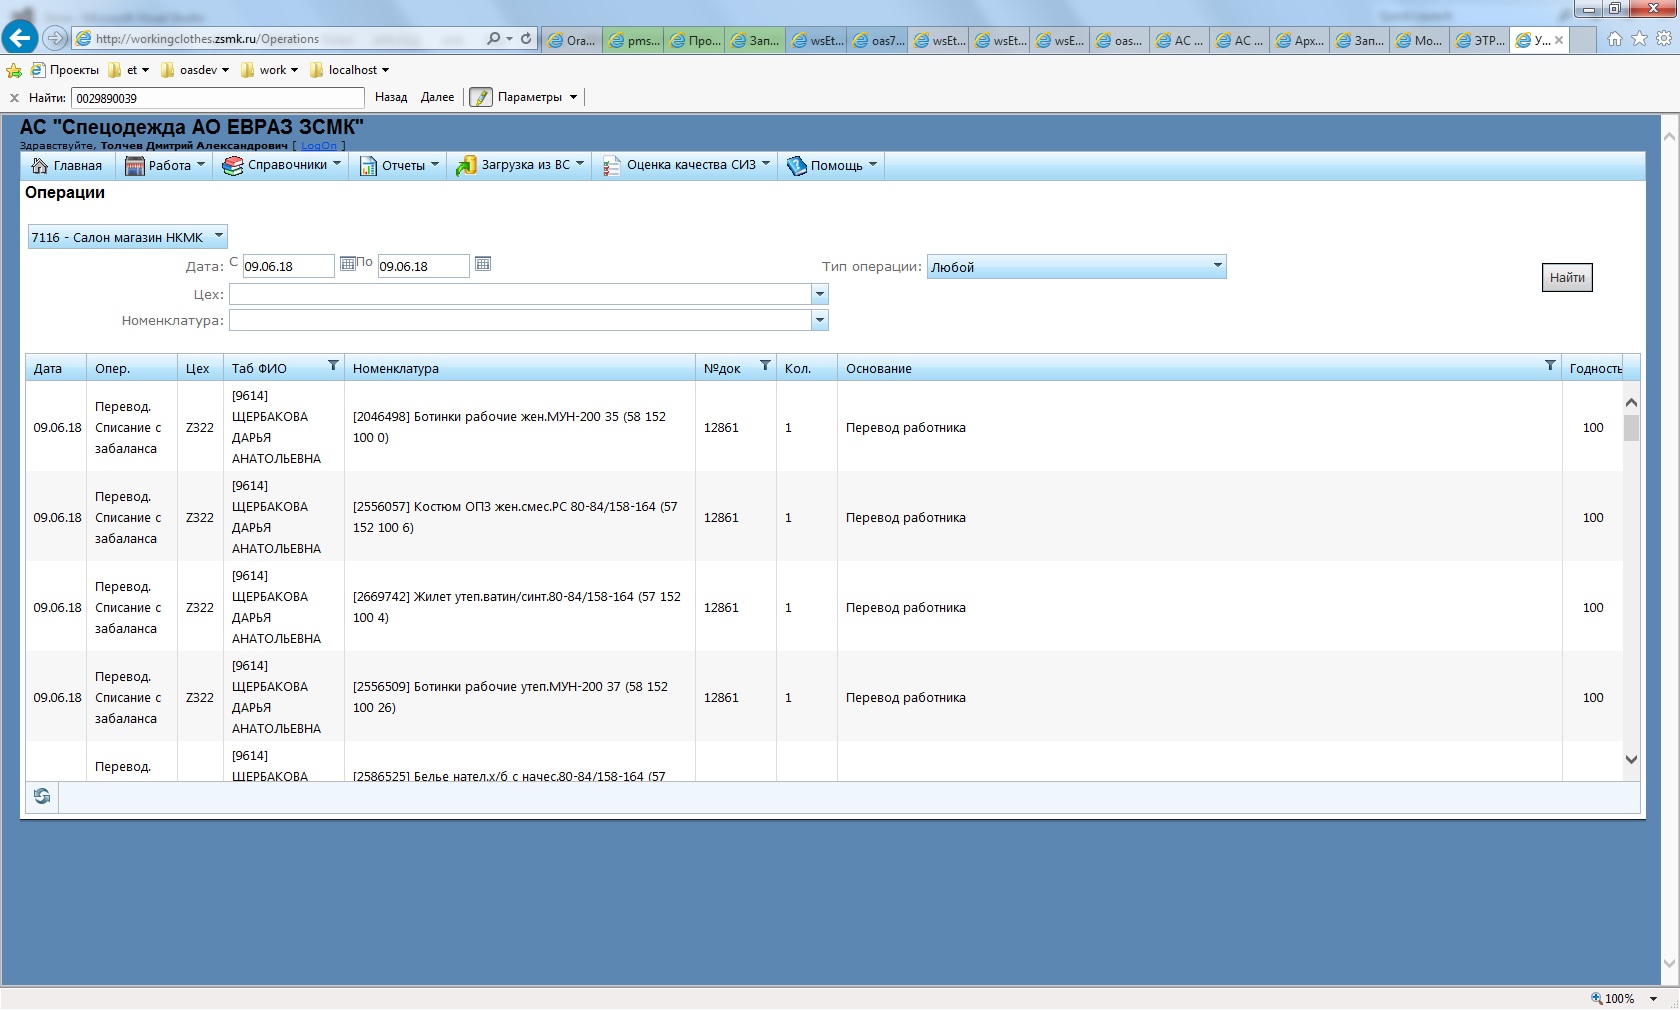 http://workingclothes.zsmk.ru/Operations
Ora...
pms...
Про...
Зап...
wsEt...
oas7...
wsEt...
wsEt...
wsE...
oas...
АС ...
АС ...
Арх...
Зап...
Мо...
ЭТР...
У...
Проекты
et
oasdev
work
localhost
Найти: 0029890039 Назад Далее Параметры
АС "Спецодежда АО ЕВРАЗ ЗСМК"
Здравствуйте, Толчев Дмитрий Александрович [ LogOn ]
Главная Работа Справочники Отчеты Загрузка из ВС Оценка качества СИЗ Помощь
Операции
7116 - Салон магазин НКМК
Дата: С 09.06.18 По 09.06.18 Тип операции: Любой
Найти
Цех:
Номенклатура:
Дата Опер. Цех Таб ФИО Номенклатура №док Кол. Основание Годность
09.06.18
Перевод.
Списание с
забаланса
Z322
[9614]
ЩЕРБАКОВА
ДАРЬЯ
АНАТОЛЬЕВНА
[2046498] Ботинки рабочие жен.МУН-200 35 (58 152
100 0)
12861
1
Перевод работника
100
09.06.18
Перевод.
Списание с
забаланса
Z322
[9614]
ЩЕРБАКОВА
ДАРЬЯ
АНАТОЛЬЕВНА
[2556057] Костюм ОПЗ жен.смес.РС 80-84/158-164 (57
152 100 6)
12861
1
Перевод работника
100
09.06.18
Перевод.
Списание с
забаланса
Z322
[9614]
ЩЕРБАКОВА
ДАРЬЯ
АНАТОЛЬЕВНА
[2669742] Жилет утеп.ватин/синт.80-84/158-164 (57 152
100 4)
12861
1
Перевод работника
100
09.06.18
Перевод.
Списание с
забаланса
Z322
[9614]
ЩЕРБАКОВА
ДАРЬЯ
АНАТОЛЬЕВНА
[2556509] Ботинки рабочие утеп.МУН-200 37 (58 152
100 26)
12861
1
Перевод работника
100
Перевод.
[9614]
ЩЕРБАКОВА
[2586525] Белье нател.х/б с начес.80-84/158-164 (57
100%